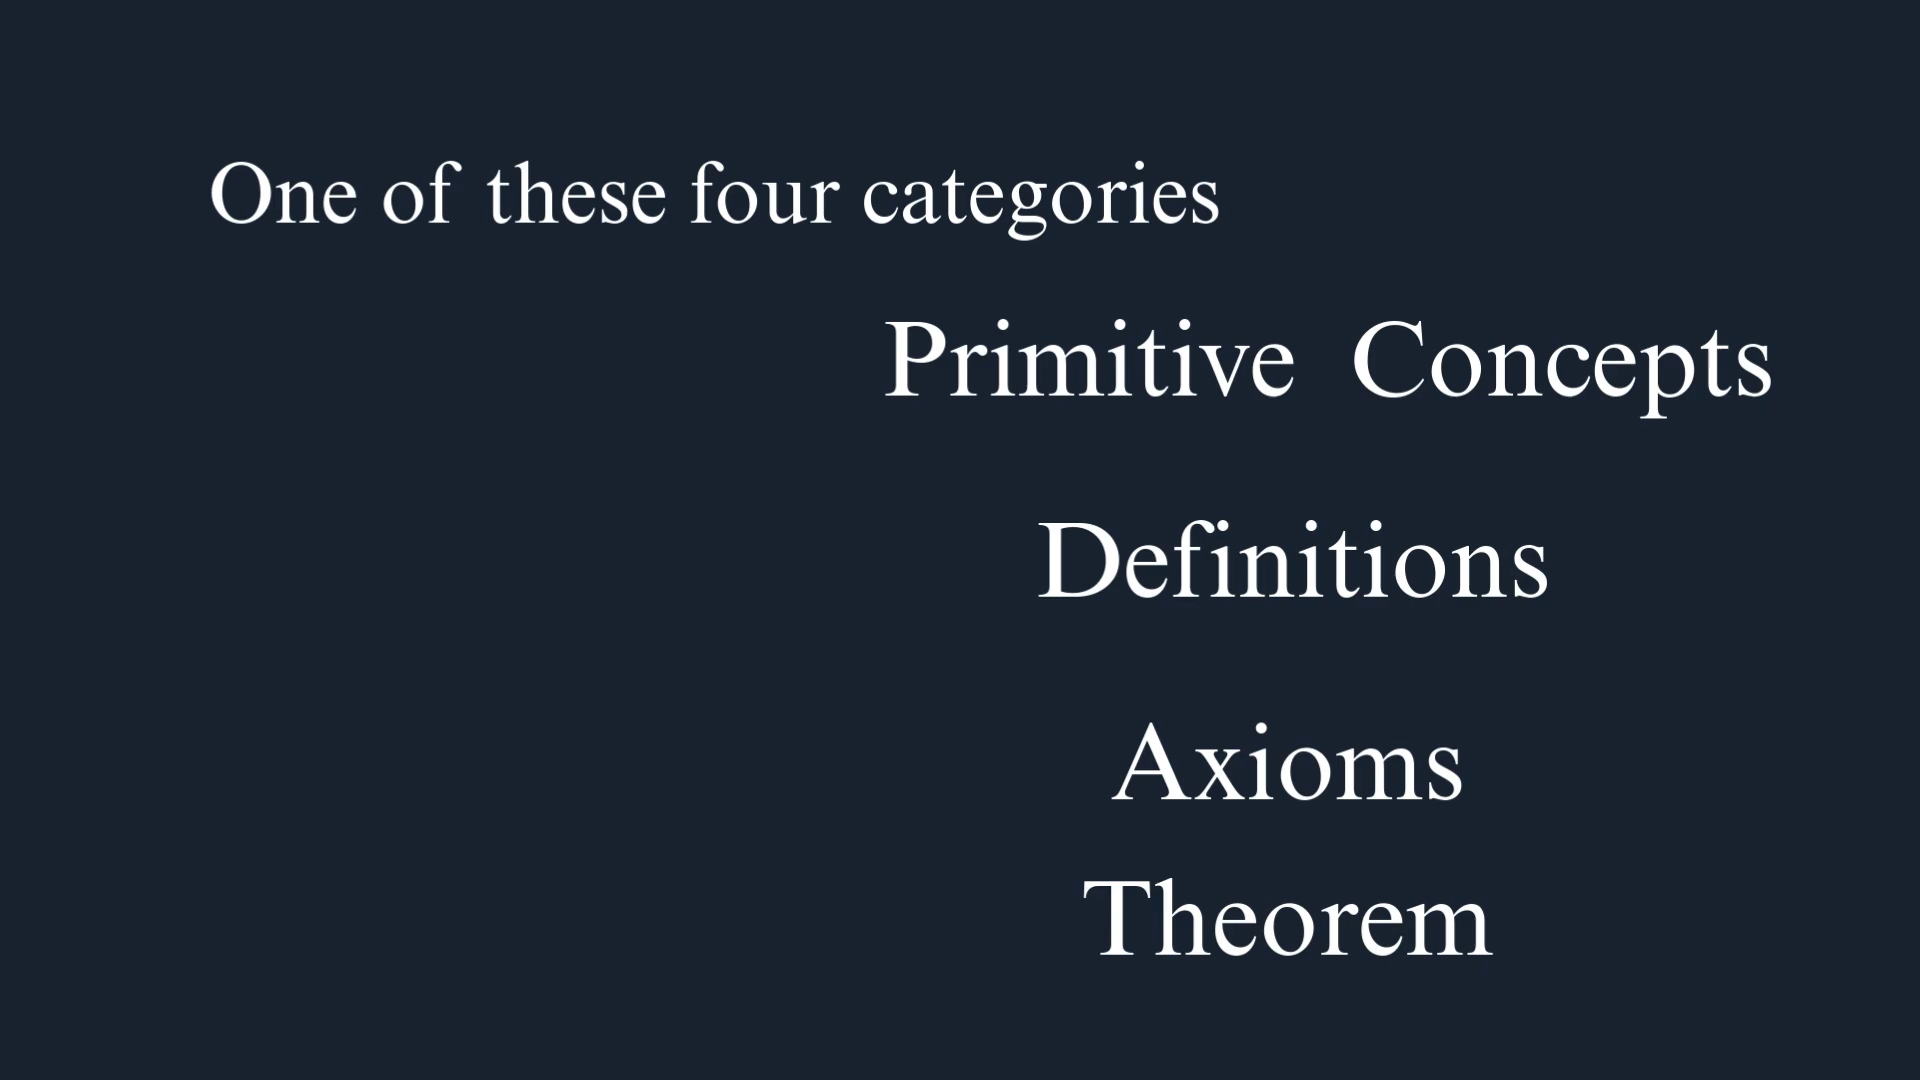 One of these four categories
Primitive Concepts
Definitions
Axioms
Theorem